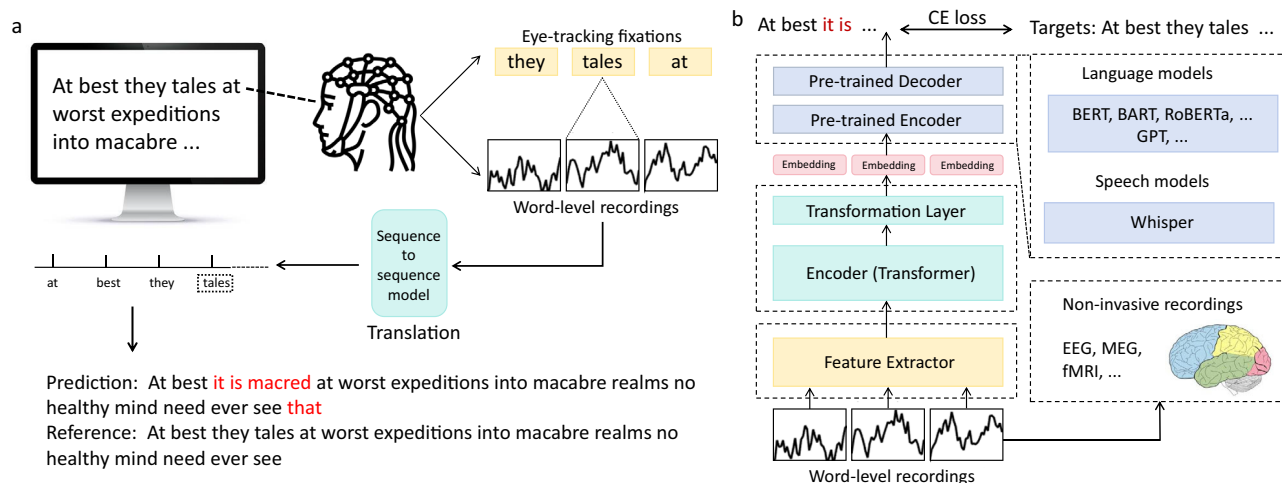 a
At best they tales at
worst expeditions
into macabre ...
Eye-tracking fixations
they tales at
Word-level recordings
Sequence
to
sequence
model
Translation
at best they tales
Prediction: At best it is macred at worst expeditions into macabre realms no
healthy mind need ever see that
Reference: At best they tales at worst expeditions into macabre realms no
healthy mind need ever see
b
At best it is ... CE loss Targets: At best they tales ...
Pre-trained Decoder
Pre-trained Encoder
Embedding Embedding Embedding
Transformation Layer
Encoder (Transformer)
Feature Extractor
Word-level recordings
Language models
BERT, BART, RoBERTa, ...
GPT, ...
Speech models
Whisper
Non-invasive recordings
EEG, MEG,
fMRI, ...